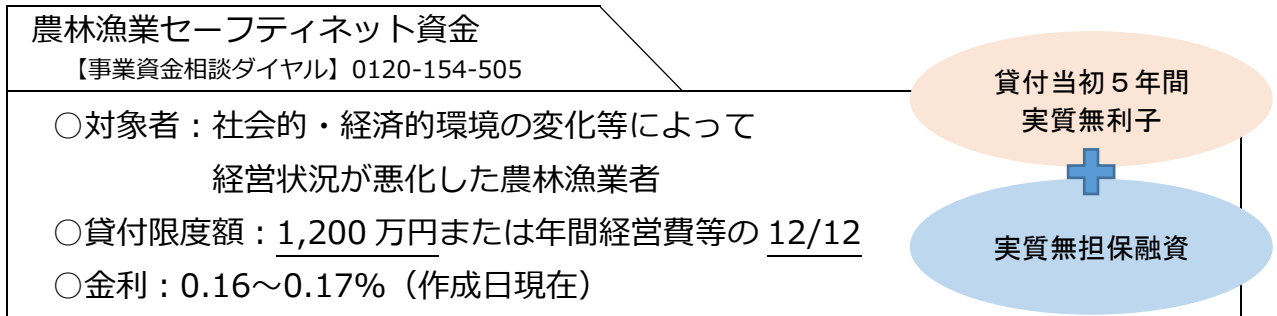 農林漁業セーフティネット資金
【事業資金相談ダイヤル】0120-154-505
貸付当初５年間
実質無利子
○対象者：社会的・経済的環境の変化等によって
経営状況が悪化した農林漁業者
○貸付限度額：1,200 万円または年間経営費等の 12/12
○金利：0.16～0.17%（作成日現在）
実質無担保融資